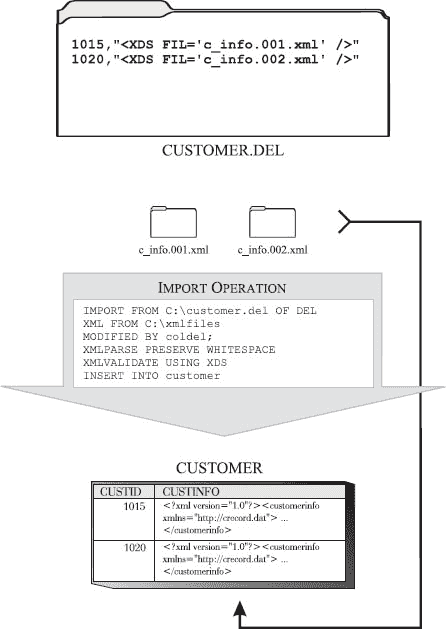 1015,"<XDS FIL='c_info.001.xml' />"
1020,"<XDS FIL='c_info.002.xml' />"
CUSTOMER.DEL
c_info.001.xml c_info.002.xml
IMPORT OPERATION
IMPORT FROM C:\customer.del OF DEL
XML FROM C:\xmlfiles
MODIFIED BY coldel;
XMLPARSE PRESERVE WHITESPACE
XMLVALIDATE USING XDS
INSERT INTO customer
CUSTOMER
CUSTID CUSTINFO
1015 <?xml version="1.0"?><customerinfo
xmlns="http://crecord.dat"> ...
</customerinfo>
1020 <?xml version="1.0"?><customerinfo
xmlns="http://crecord.dat"> ...
</customerinfo>